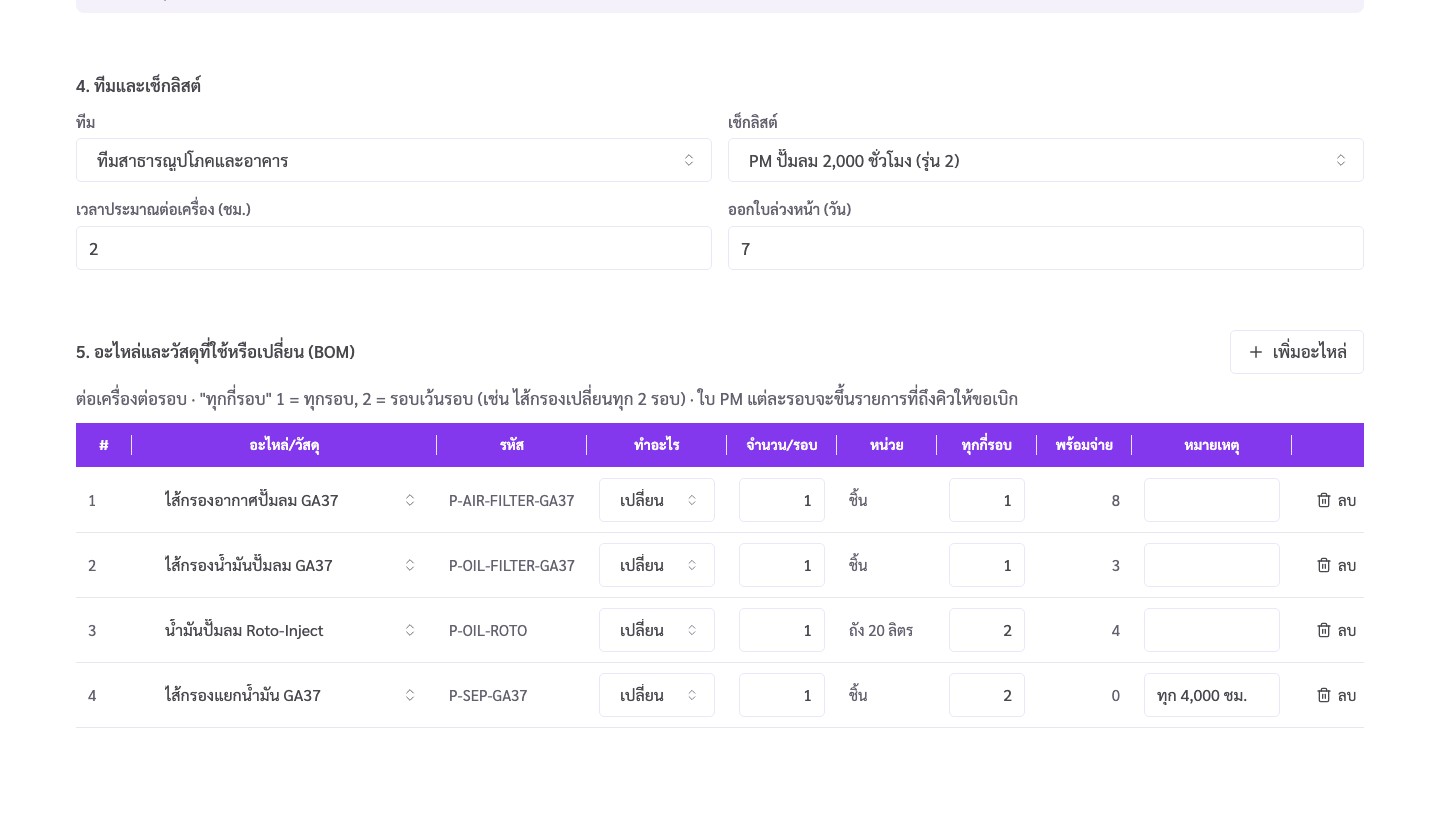 4. ทีมและเช็กลิสต์
ทีม
เช็กลิสต์
ทีมสาธารณูปโภคและอาคาร
PM ปั๊มลม 2,000 ชั่วโมง (รุ่น 2)
เวลาประมาณต่อเครื่อง (ชม.)
ออกใบล่วงหน้า (วัน)
2
7
5. อะไหล่และวัสดุที่ใช้หรือเปลี่ยน (BOM)
เพิ่มอะไหล่
ต่อเครื่องต่อรอบ · "ทุกกี่รอบ" 1 = ทุกรอบ, 2 = รอบเว้นรอบ (เช่น ไส้กรองเปลี่ยนทุก 2 รอบ) · ใบ PM แต่ละรอบจะขึ้นรายการที่ถึงคิวให้ขอเบิก
# อะไหล่/วัสดุ รหัส ทำอะไร จำนวน/รอบ หน่วย ทุกกี่รอบ พร้อมจ่าย หมายเหตุ
1 ไส้กรองอากาศปั๊มลม GA37 P-AIR-FILTER-GA37 เปลี่ยน 1 ชิ้น 1 8 ลบ
2 ไส้กรองน้ำมันปั๊มลม GA37 P-OIL-FILTER-GA37 เปลี่ยน 1 ชิ้น 1 3 ลบ
3 น้ำมันปั๊มลม Roto-Inject P-OIL-ROTO เปลี่ยน 1 ถัง 20 ลิตร 2 4 ลบ
4 ไส้กรองแยกน้ำมัน GA37 P-SEP-GA37 เปลี่ยน 1 ชิ้น 2 0 ทุก 4,000 ชม. ลบ